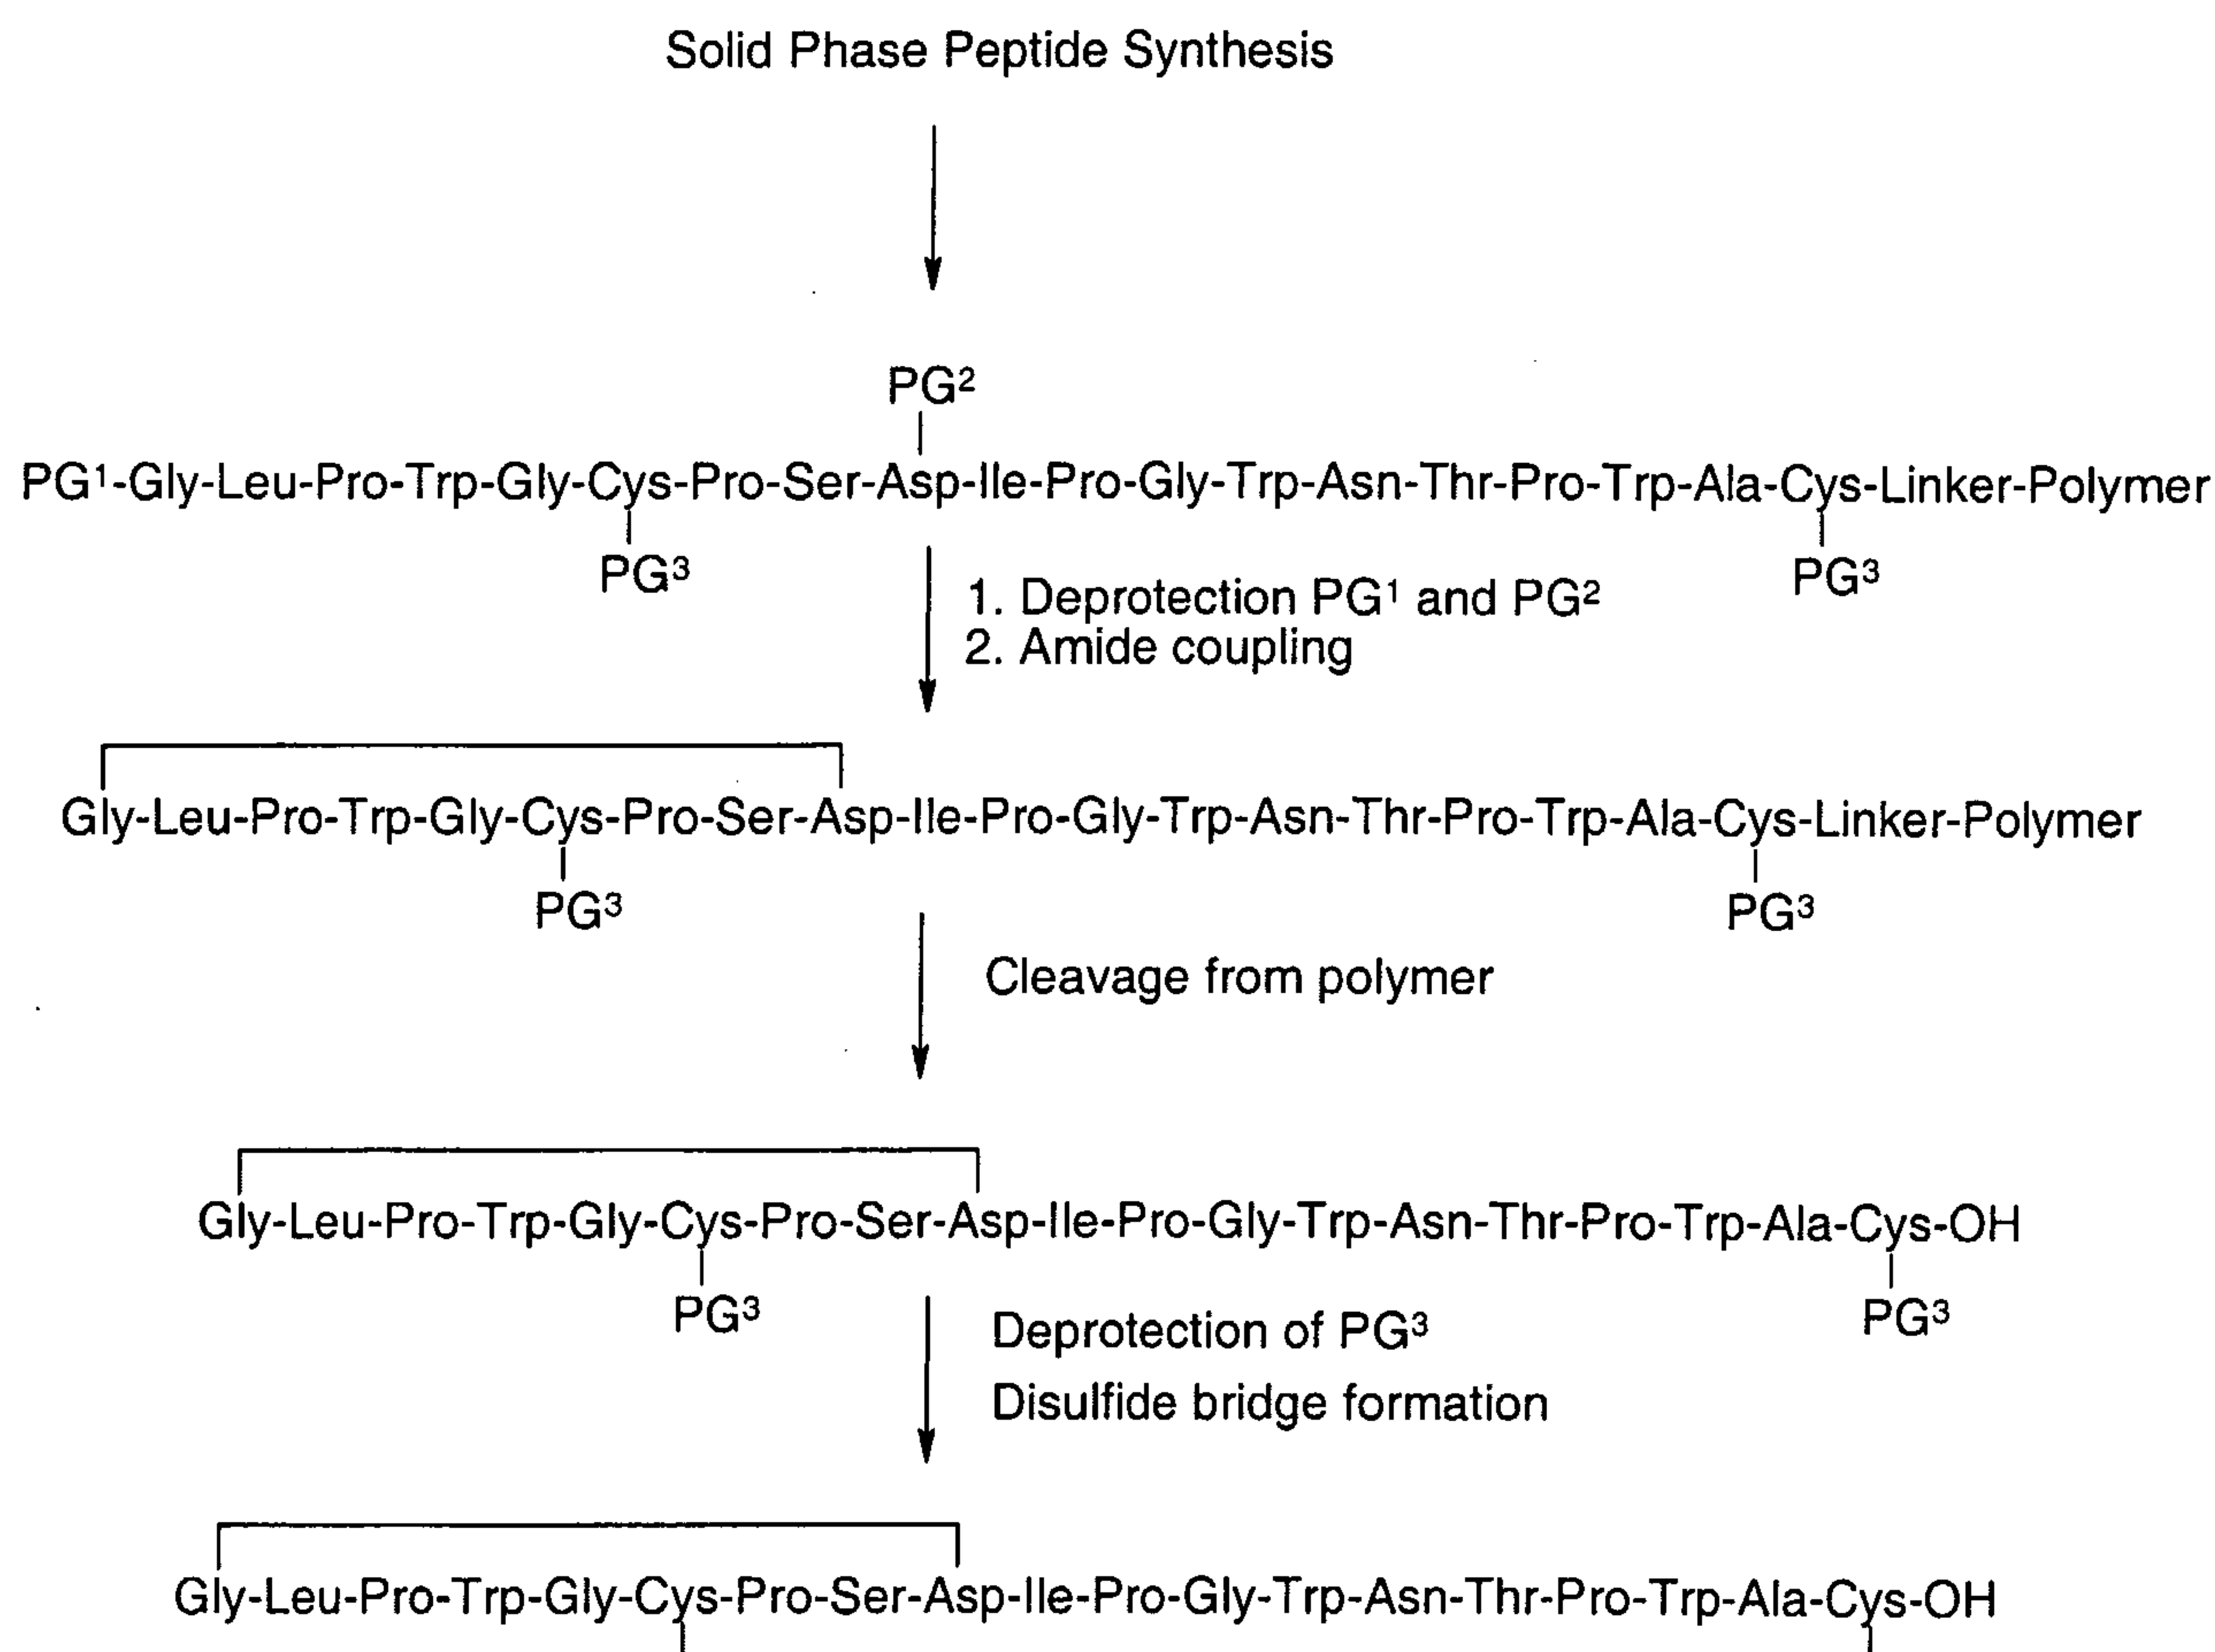 Solid Phase Peptide Synthesis
PG²
PG¹-Gly-Leu-Pro-Trp-Gly-Cys-Pro-Ser-Asp-Ile-Pro-Gly-Trp-Asn-Thr-Pro-Trp-Ala-Cys-Linker-Polymer
PG³ PG³
1. Deprotection PG¹ and PG²
2. Amide coupling
Gly-Leu-Pro-Trp-Gly-Cys-Pro-Ser-Asp-Ile-Pro-Gly-Trp-Asn-Thr-Pro-Trp-Ala-Cys-Linker-Polymer
PG³ PG³
Cleavage from polymer
Gly-Leu-Pro-Trp-Gly-Cys-Pro-Ser-Asp-Ile-Pro-Gly-Trp-Asn-Thr-Pro-Trp-Ala-Cys-OH
PG³ PG³
Deprotection of PG³
Disulfide bridge formation
Gly-Leu-Pro-Trp-Gly-Cys-Pro-Ser-Asp-Ile-Pro-Gly-Trp-Asn-Thr-Pro-Trp-Ala-Cys-OH